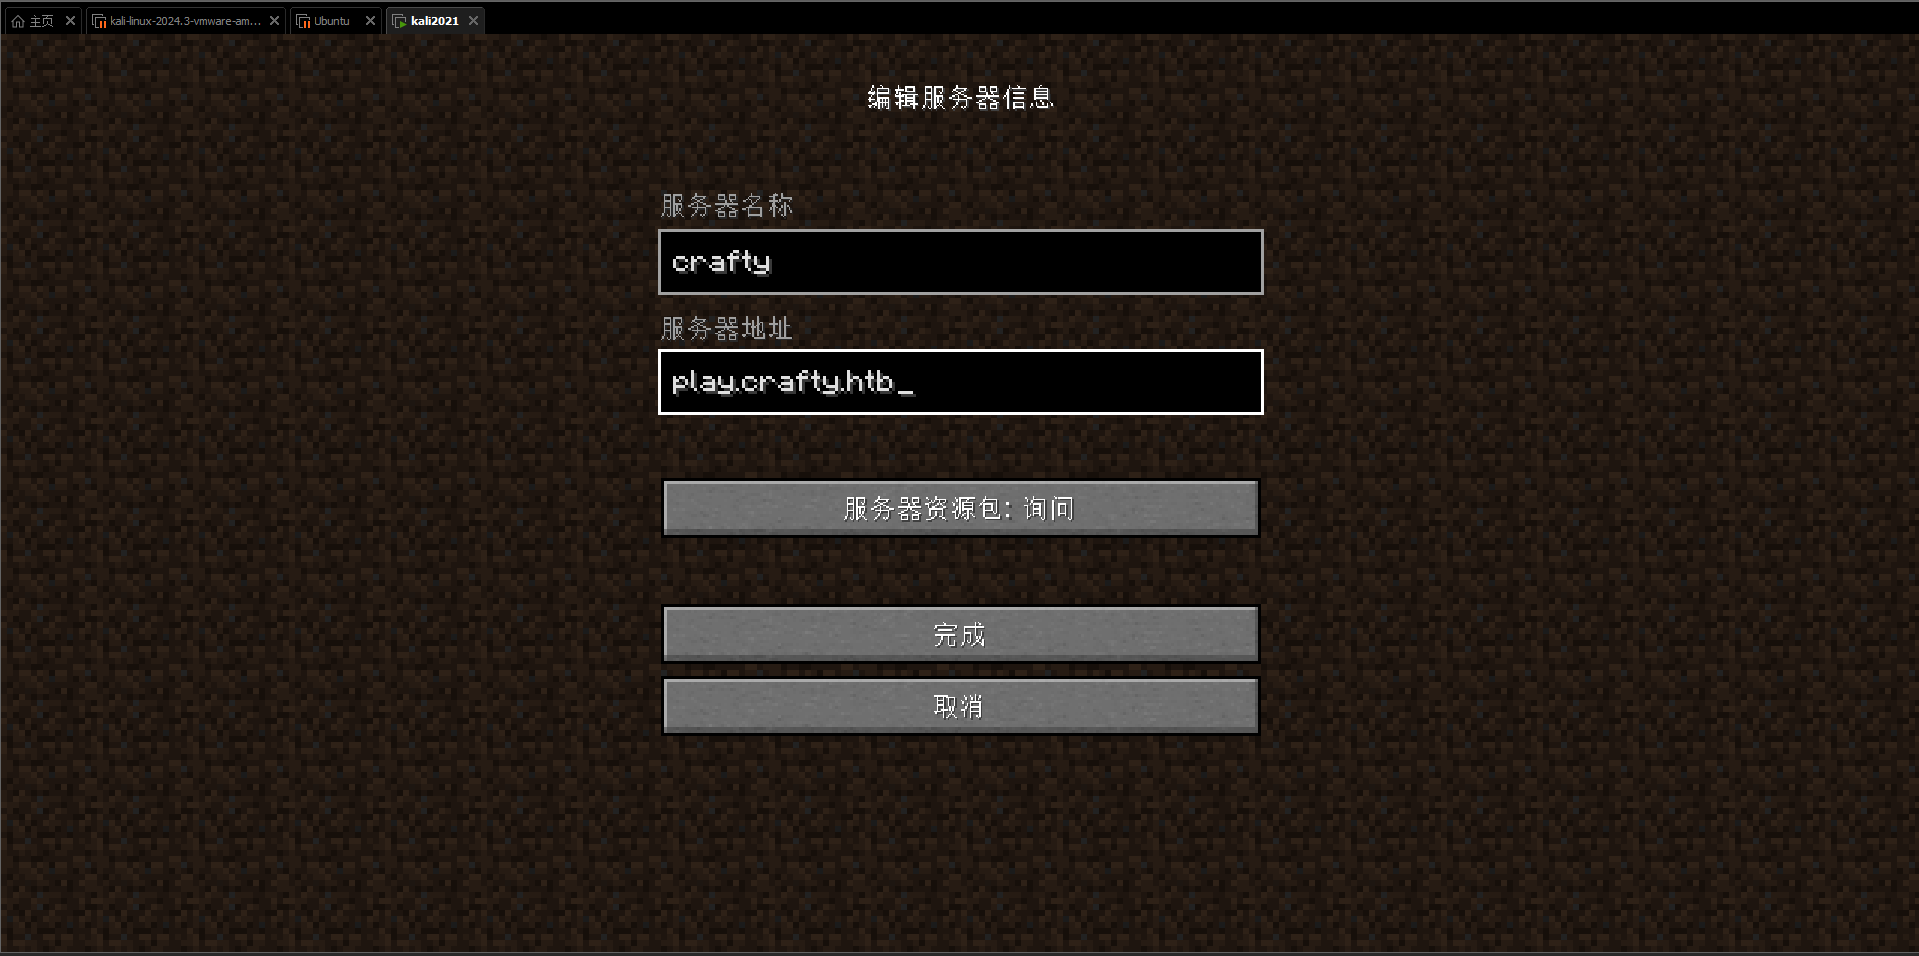 主页
kali-linux-2024.3-vmware-am...
Ubuntu
kali2021
编辑服务器信息
服务器名称
crafty
服务器地址
play.crafty.htb_
服务器资源包: 询问
完成
取消